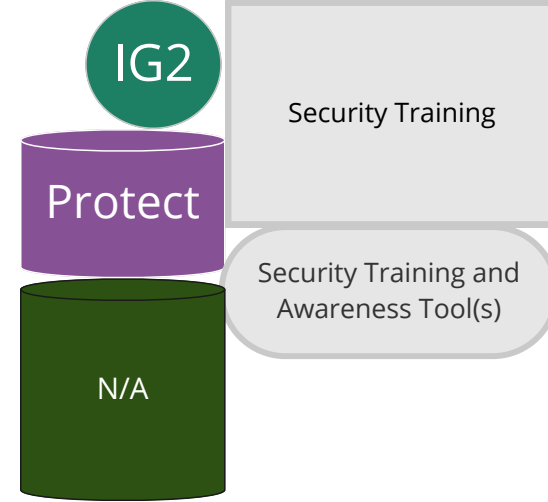 IG2
Security Training
Protect
Security Training and
Awareness Tool(s)
N/A